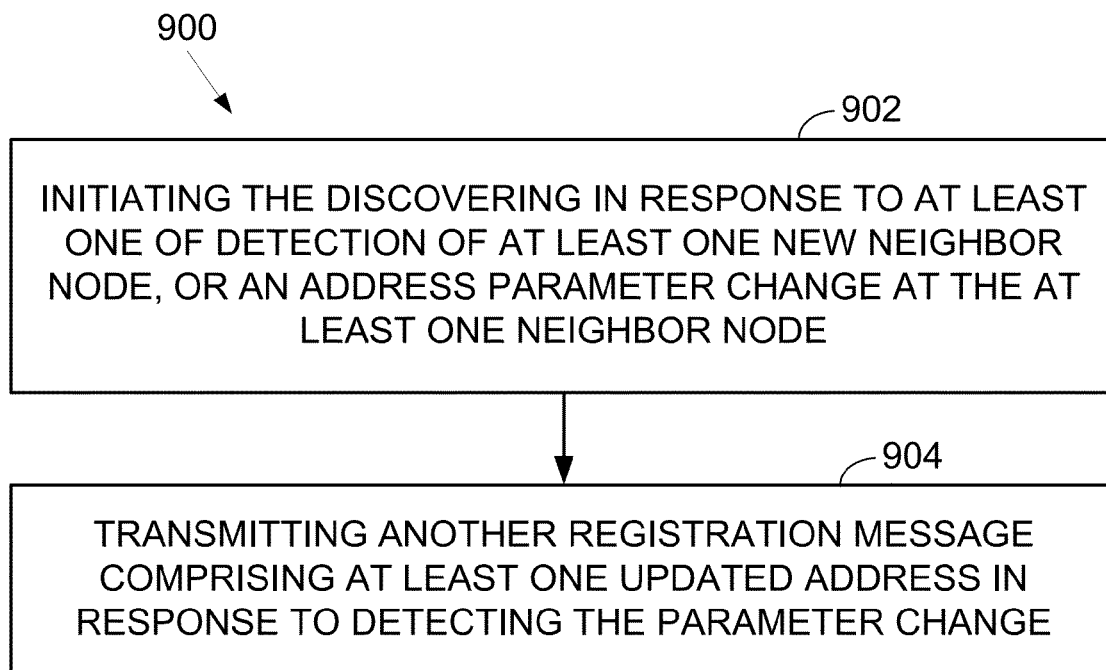 900
902
INITIATING THE DISCOVERING IN RESPONSE TO AT LEAST
ONE OF DETECTION OF AT LEAST ONE NEW NEIGHBOR
NODE, OR AN ADDRESS PARAMETER CHANGE AT THE AT
LEAST ONE NEIGHBOR NODE
904
TRANSMITTING ANOTHER REGISTRATION MESSAGE
COMPRISING AT LEAST ONE UPDATED ADDRESS IN
RESPONSE TO DETECTING THE PARAMETER CHANGE